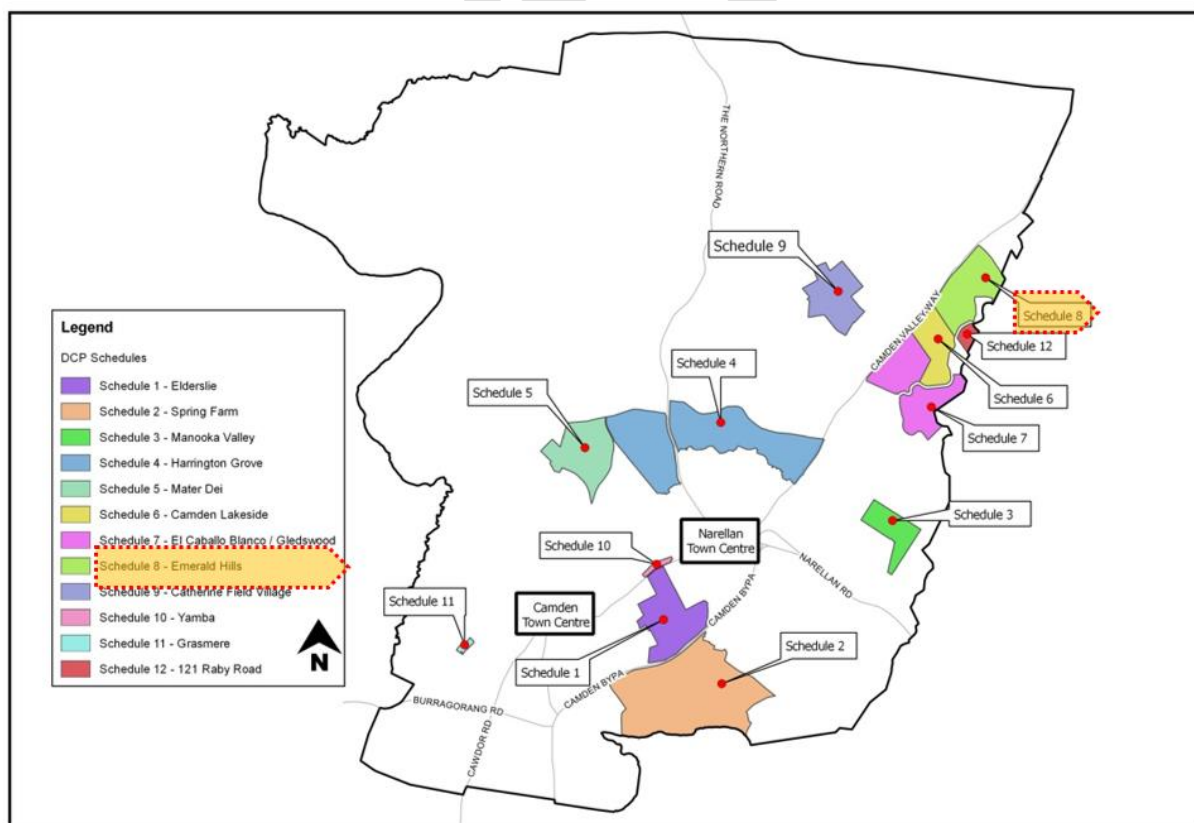 THE NORTHERN ROAD
Schedule 9
CAMDEN VALLEY WAY
Schedule 8
Schedule 12
Schedule 4
Schedule 5
Schedule 6
Schedule 7
Legend
DCP Schedules
Schedule 1 - Elderslie
Schedule 2 - Spring Farm
Schedule 3 - Manooka Valley
Schedule 4 - Harrington Grove
Schedule 5 - Mater Dei
Schedule 6 - Camden Lakeside
Schedule 7 - El Caballo Blanco / Gledswood
Schedule 8 - Emerald Hills
Schedule 9 - Catherine Field Village
Schedule 10 - Yamba
Schedule 11 - Grasmere
Schedule 12 - 121 Raby Road
N
Schedule 3
Narellan
Town Centre
Schedule 10
NARELLAN RD
Schedule 11
Camden
Town Centre
CAMDEN BYPA
Schedule 2
Schedule 1
CAMDEN BYPA
BURRAGORANG RD
CAWDOR RD